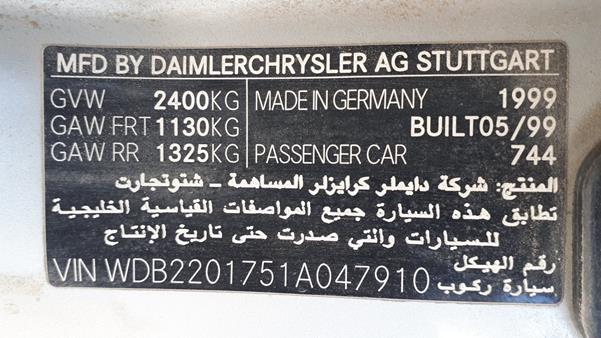 MFD BY DAIMLERCHRYSLER AG STUTTGART
GVW 2400KG MADE IN GERMANY 1999
GAW FRT 1130KG BUILT05/99
GAW RR 1325KG PASSENGER CAR 744
المنتج: شركة دايملر كرايزلر المساهمة - شتوتجارت
تطابق هذه السيارة جميع المواصفات القياسية الخليجية
للسيارات والتي صدرت حتى تاريخ الإنتاج
رقم الهيكل
VIN WDB2201751A047910 سيارة ركوب